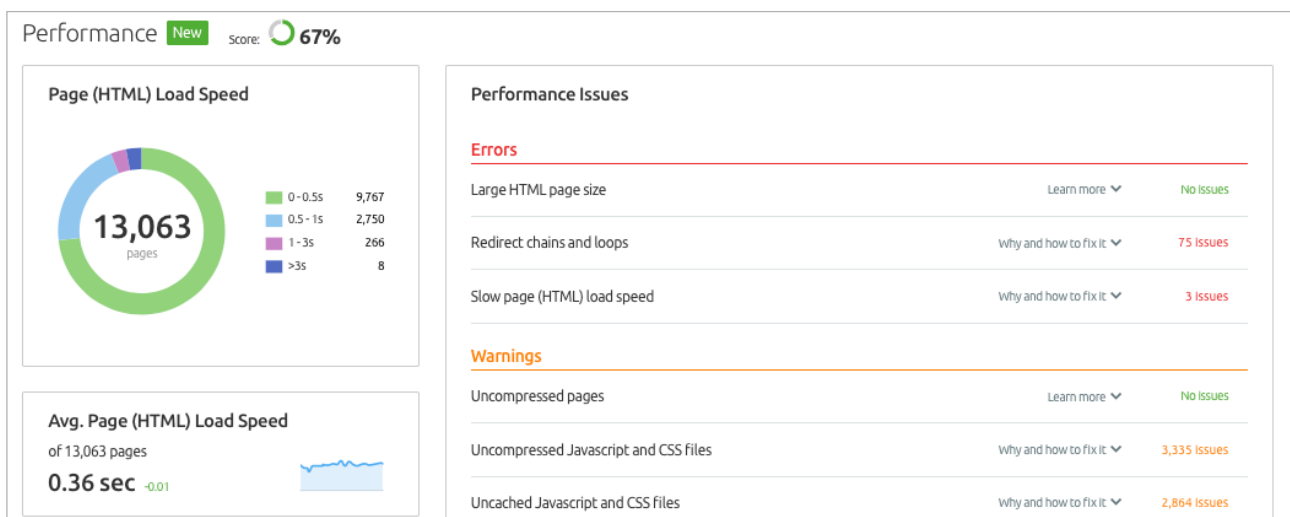 Performance New Score: 67%
Page (HTML) Load Speed
13,063
pages
0 - 0.5s 9,767
0.5 - 1s 2,750
1 - 3s 266
>3s 8
Avg. Page (HTML) Load Speed
of 13,063 pages
0.36 sec -0.01
Performance Issues
Errors
Large HTML page size Learn more No issues
Redirect chains and loops Why and how to fix it 75 issues
Slow page (HTML) load speed Why and how to fix it 3 issues
Warnings
Uncompressed pages Learn more No issues
Uncompressed Javascript and CSS files Why and how to fix it 3,335 issues
Uncached Javascript and CSS files Why and how to fix it 2,864 issues